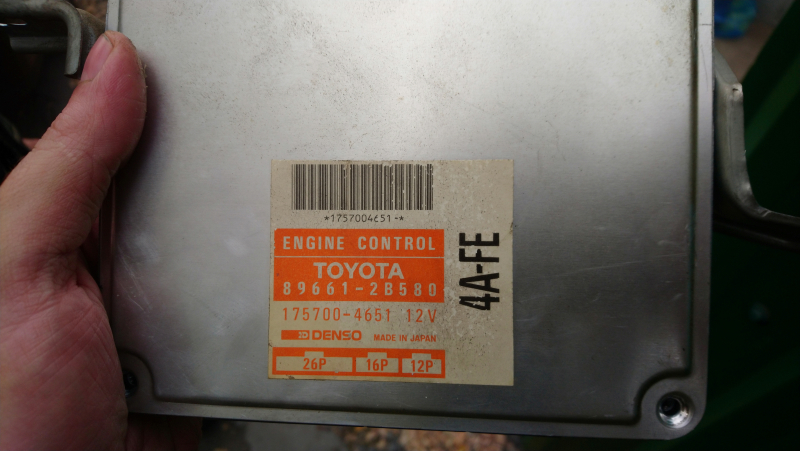 *1757004651-*
ENGINE CONTROL
TOYOTA
89661-2B580
175700-4651 12V
DENSO MADE IN JAPAN
26P 16P 12P
4A-FE